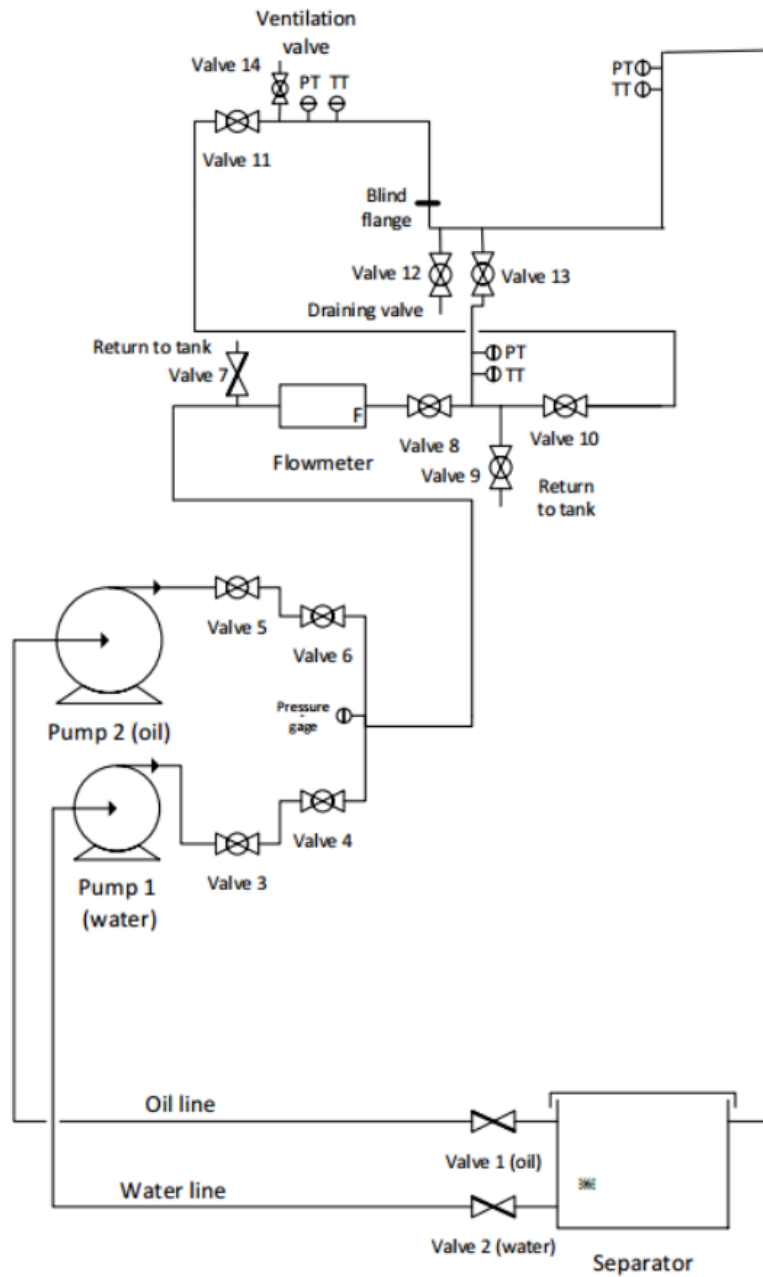 Ventilation
valve
Valve 14
PT TT
PT
TT
Valve 11
Blind
flange
Valve 12
Valve 13
Draining valve
Return to tank
Valve 7
PT
TT
F
Flowmeter
Valve 8
Valve 10
Valve 9
Return
to tank
Valve 5
Valve 6
Pressure
gage
Pump 2 (oil)
Valve 4
Valve 3
Pump 1
(water)
Oil line
Valve 1 (oil)
Water line
Valve 2 (water)
Separator